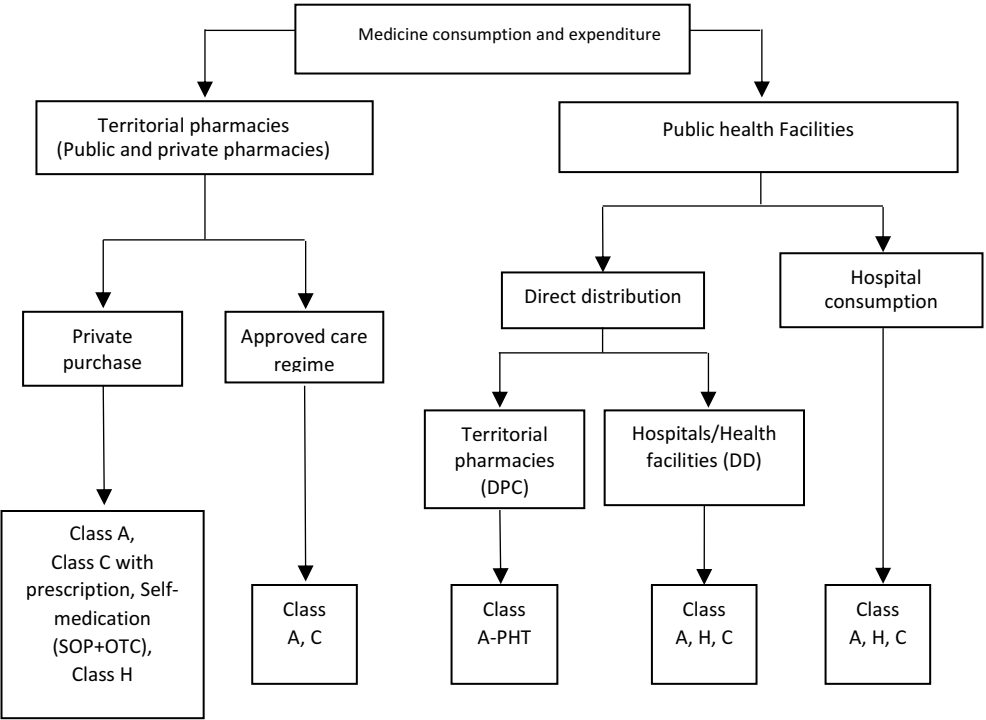 Medicine consumption and expenditure
Territorial pharmacies
(Public and private pharmacies)
Public health Facilities
Direct distribution
Hospital
consumption
Private
purchase
Approved care
regime
Territorial
pharmacies
(DPC)
Hospitals/Health
facilities (DD)
Class A,
Class C with
prescription, Self-
medication
(SOP+OTC),
Class H
Class
A, C
Class
A-PHT
Class
A, H, C
Class
A, H, C